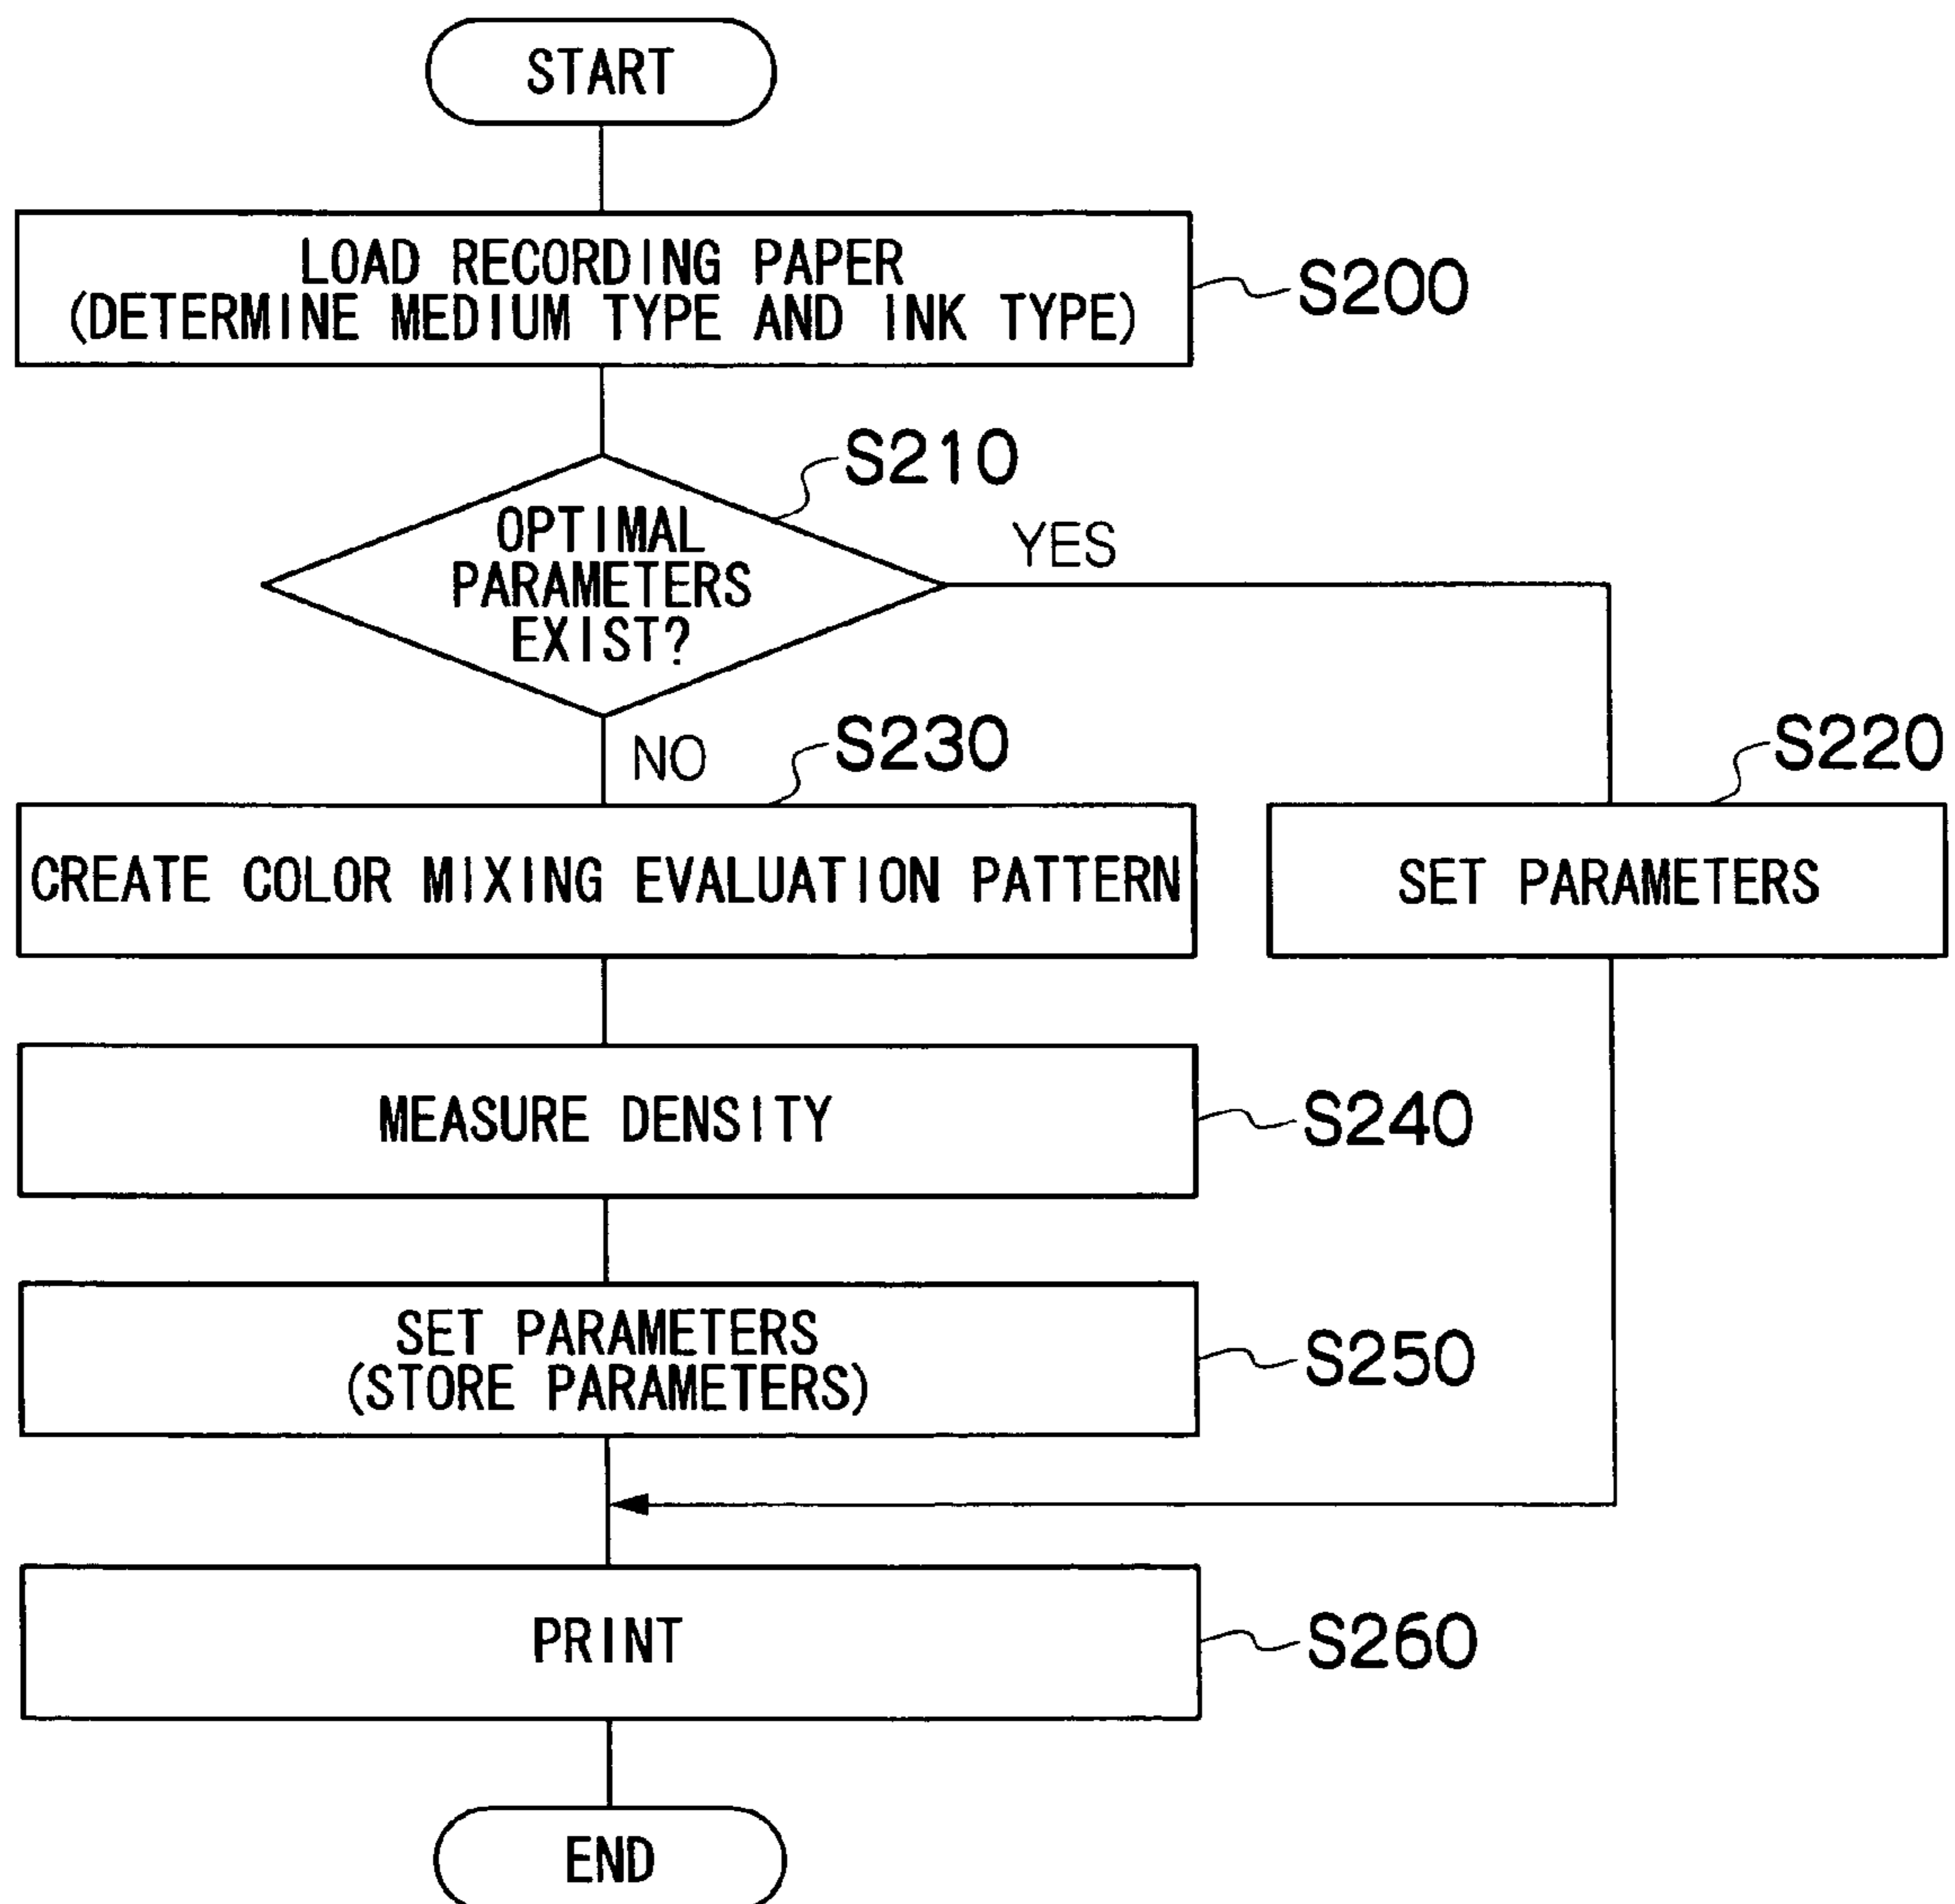 START
LOAD RECORDING PAPER
(DETERMINE MEDIUM TYPE AND INK TYPE)
S200
S210
OPTIMAL
PARAMETERS
EXIST?
YES
NO
S230
S220
CREATE COLOR MIXING EVALUATION PATTERN
SET PARAMETERS
MEASURE DENSITY
S240
SET PARAMETERS
(STORE PARAMETERS)
S250
PRINT
S260
END